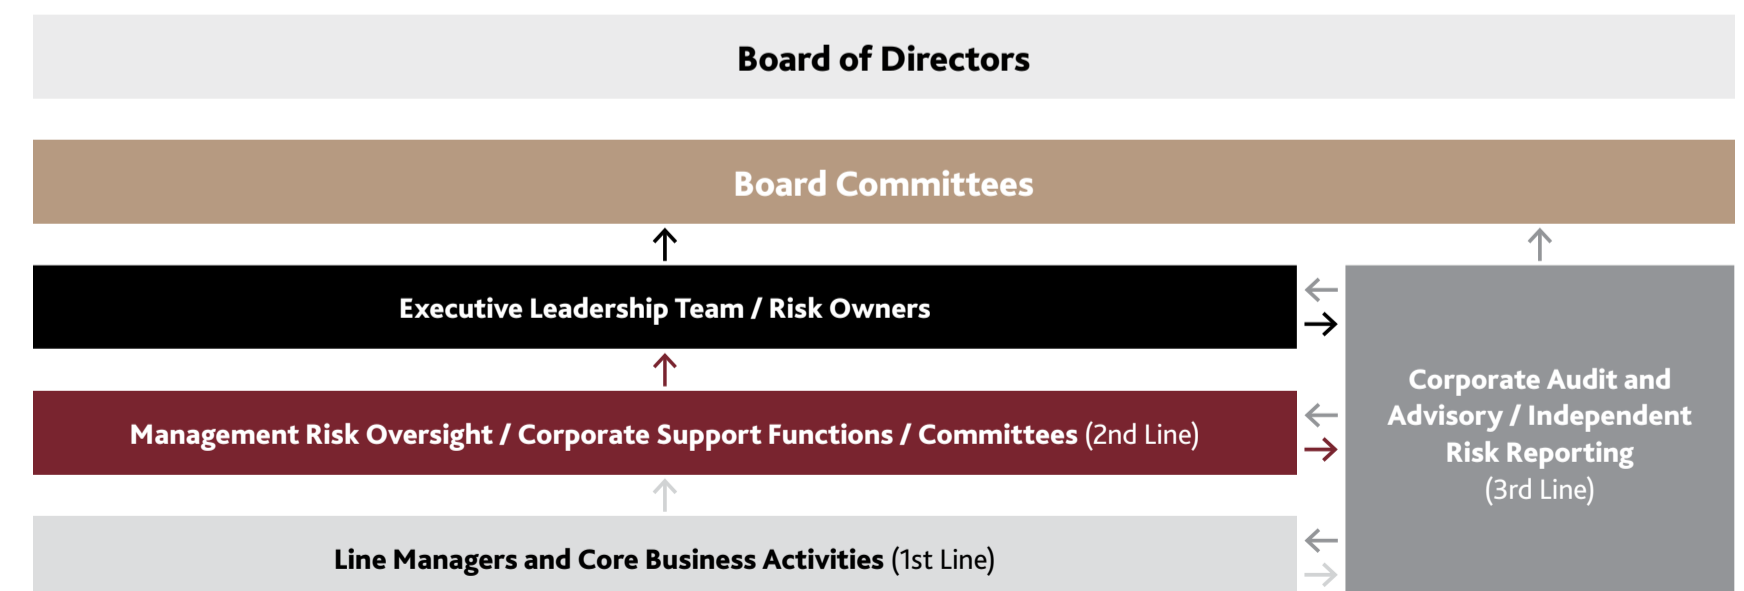 Board of Directors
Board Committees
Executive Leadership Team / Risk Owners
Management Risk Oversight / Corporate Support Functions / Committees (2nd Line)
Line Managers and Core Business Activities (1st Line)
Corporate Audit and
Advisory / Independent
Risk Reporting
(3rd Line)